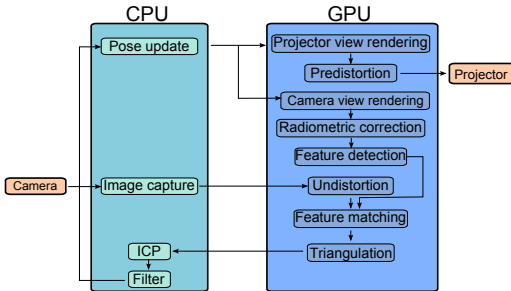 CPU
GPU
Pose update
Projector view rendering
Predistortion
Projector
Camera view rendering
Radiometric correction
Feature detection
Camera
Image capture
Undistortion
Feature matching
ICP
Triangulation
Filter